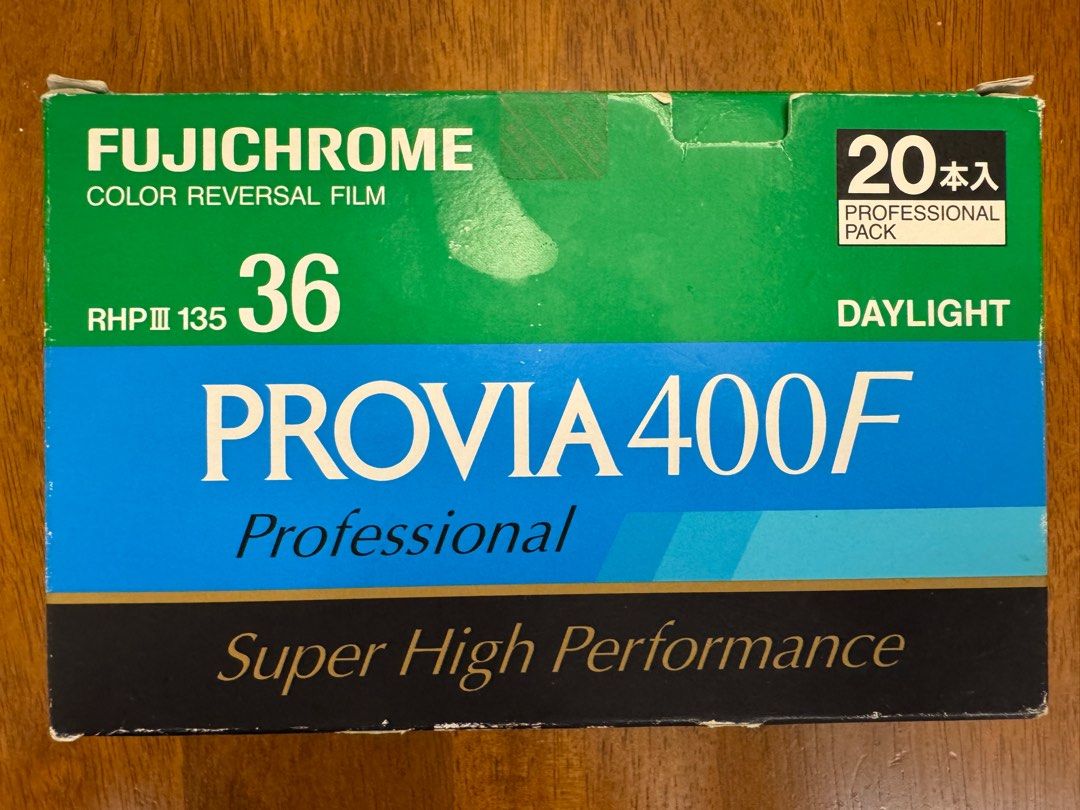 FUJICHROME
COLOR REVERSAL FILM
20本入
PROFESSIONAL
PACK
RHPⅢ 135 36
DAYLIGHT
PROVIA 400F
Professional
Super High Performance